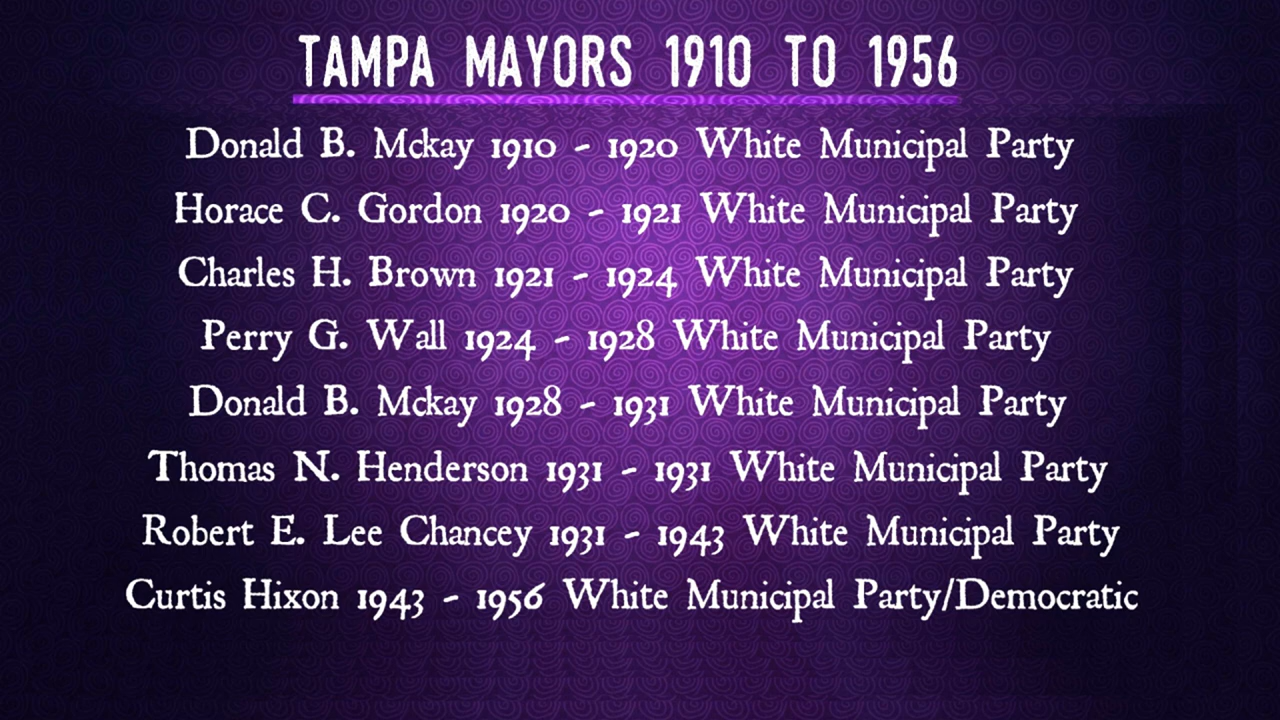 TAMPA MAYORS 1910 TO 1956
Donald B. Mckay 1910 - 1920 White Municipal Party
Horace C. Gordon 1920 - 1921 White Municipal Party
Charles H. Brown 1921 - 1924 White Municipal Party
Perry G. Wall 1924 - 1928 White Municipal Party
Donald B. Mckay 1928 - 1931 White Municipal Party
Thomas N. Henderson 1931 - 1931 White Municipal Party
Robert E. Lee Chancey 1931 - 1943 White Municipal Party
Curtis Hixon 1943 - 1956 White Municipal Party/Democratic